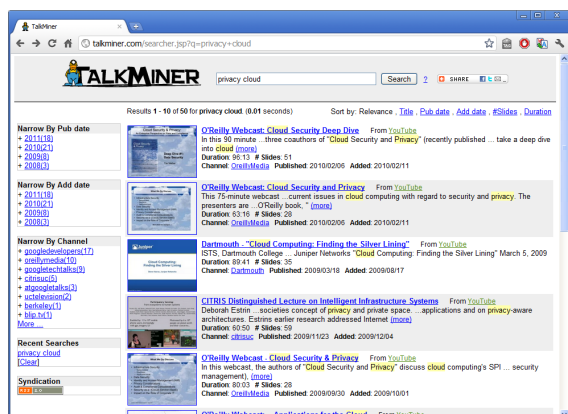 TalkMiner
talkminer.com/searcher.jsp?q=privacy+cloud
TALKMINER
privacy cloud
Search
?
SHARE
Results 1 - 10 of 50 for privacy cloud. (0.01 seconds)
Sort by: Relevance , Title , Pub date , Add date , #Slides , Duration
Narrow By Pub date
+ 2011(18)
+ 2010(21)
+ 2009(8)
+ 2008(3)
Narrow By Add date
+ 2011(18)
+ 2010(21)
+ 2009(8)
+ 2008(3)
Narrow By Channel
+ googledevelopers(17)
+ oreillymedia(10)
+ googletechtalks(9)
+ citrisuc(5)
+ atgoogletalks(3)
+ uctelevision(2)
+ berkeley(1)
+ blip.tv(1)
More ...
Recent Searches
privacy cloud
[Clear]
Syndication
O'Reilly Webcast: Cloud Security Deep Dive From YouTube
In this 90 minute ...three coauthors of "Cloud Security and Privacy" (recently published ... take a deep dive
into cloud (more)
Duration: 96:13 # Slides: 51
Channel: OreillyMedia Published: 2010/02/06 Added: 2010/02/11
O'Reilly Webcast: Cloud Security and Privacy From YouTube
This 75-minute webcast ...current issues in cloud computing with regard to security and privacy. The
presenters are ...O'Reilly book, " (more)
Duration: 63:16 # Slides: 28
Channel: OreillyMedia Published: 2010/02/06 Added: 2010/02/11
Dartmouth - "Cloud Computing: Finding the Silver Lining" From YouTube
ISTS, Dartmouth College ... Juniper Networks "Cloud Computing: Finding the Silver Lining" March 5, 2009
Duration: 89:41 # Slides: 35
Channel: Dartmouth Published: 2009/03/18 Added: 2009/08/17
CITRIS Distinguished Lecture on Intelligent Infrastructure Systems From YouTube
Deborah Estrin ...societies concept of privacy and private space. ...applications and on privacy-aware
architectures. Estrins earlier research addressed Internet (more)
Duration: 60:50 # Slides: 59
Channel: citrisuc Published: 2009/11/23 Added: 2009/12/04
O'Reilly Webcast - Cloud Security & Privacy From YouTube
In this webcast, the authors of "Cloud Security and Privacy" discuss cloud computing's SPI ... security
management), (more)
Duration: 80:03 # Slides: 28
Channel: OreillyMedia Published: 2009/09/30 Added: 2009/10/01